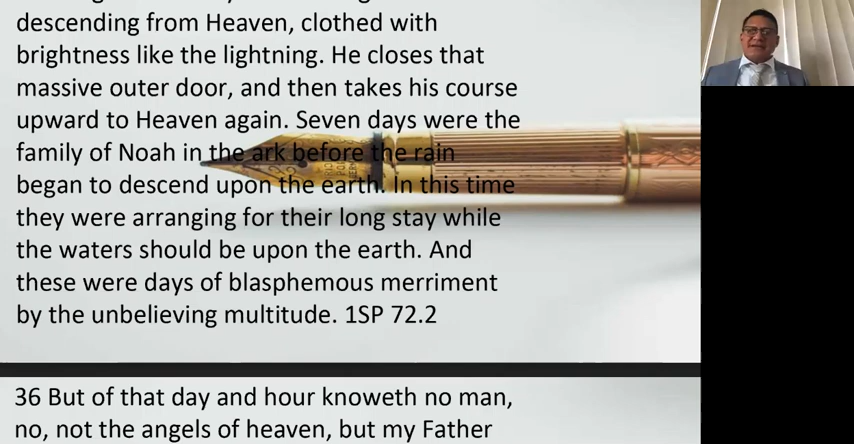 descending from Heaven, clothed with
brightness like the lightning. He closes that
massive outer door, and then takes his course
upward to Heaven again. Seven days were the
family of Noah in the ark before the rain
began to descend upon the earth. In this time
they were arranging for their long stay while
the waters should be upon the earth. And
these were days of blasphemous merriment
by the unbelieving multitude. 1SP 72.2
36 But of that day and hour knoweth no man,
no, not the angels of heaven, but my Father